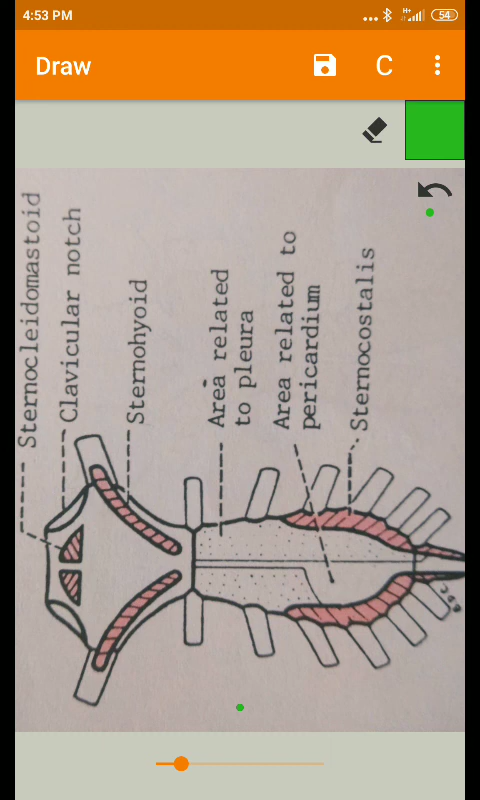 4:53 PM
H+
54
Draw
C
Sternocleidomastoid
Clavicular notch
Sternohyoid
Area related
to pleura
Area related to
pericardium
Sternocostalis